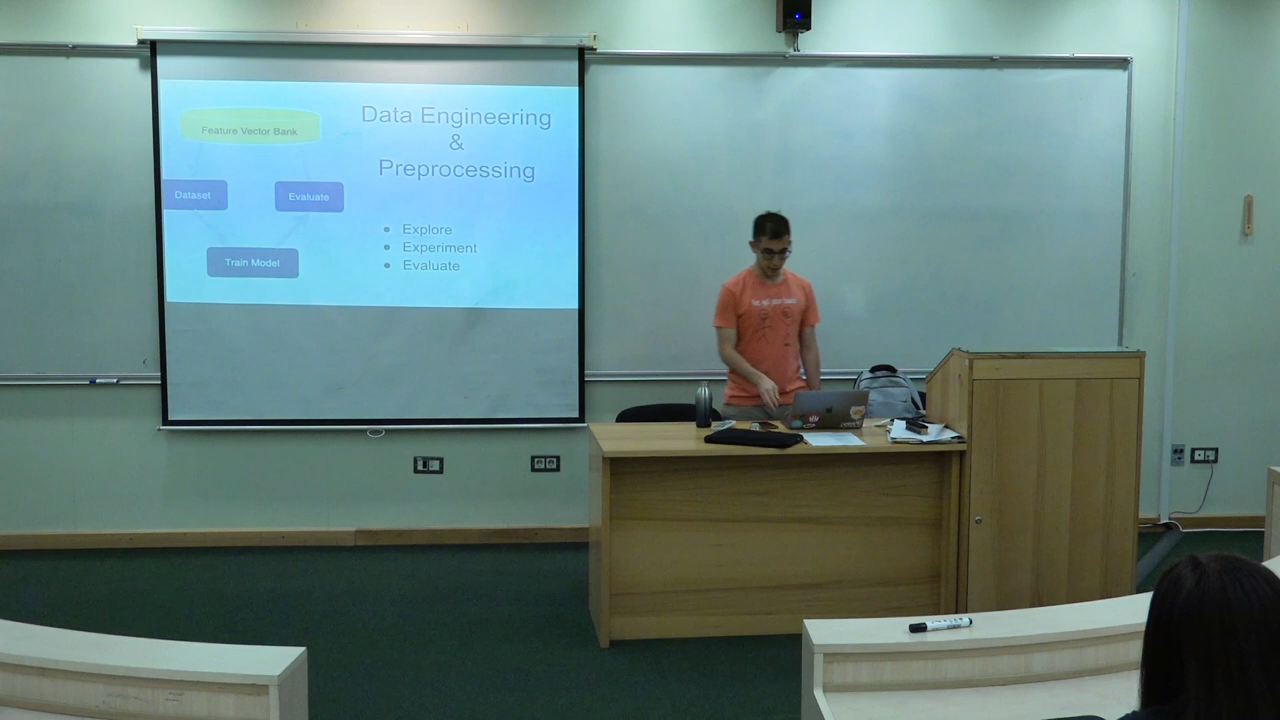 Feature Vector Bank
Dataset
Evaluate
Train Model
Data Engineering
&
Preprocessing
• Explore
• Experiment
• Evaluate